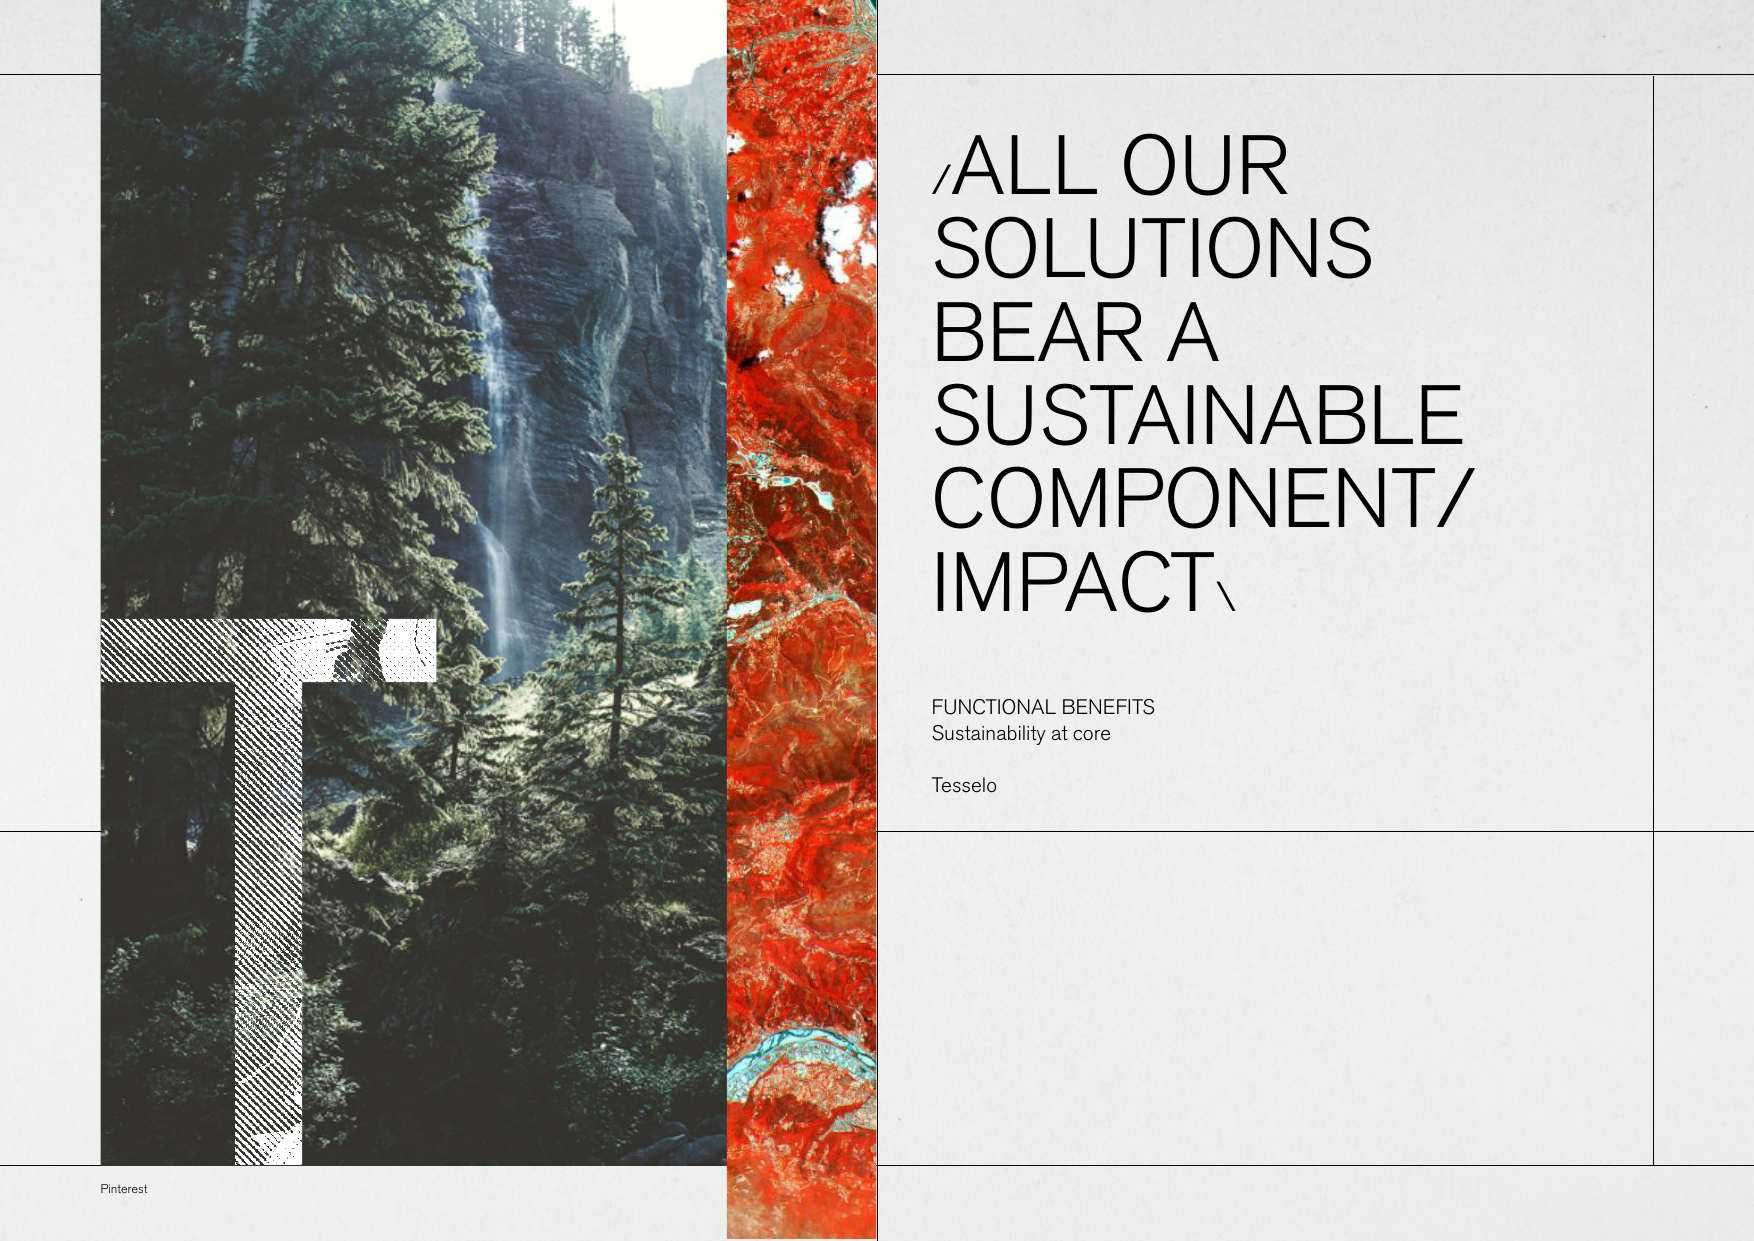 /ALL OUR
SOLUTIONS
BEAR A
SUSTAINABLE
COMPONENT/
IMPACT\
FUNCTIONAL BENEFITS
Sustainability at core
Tesselo
T
Pinterest